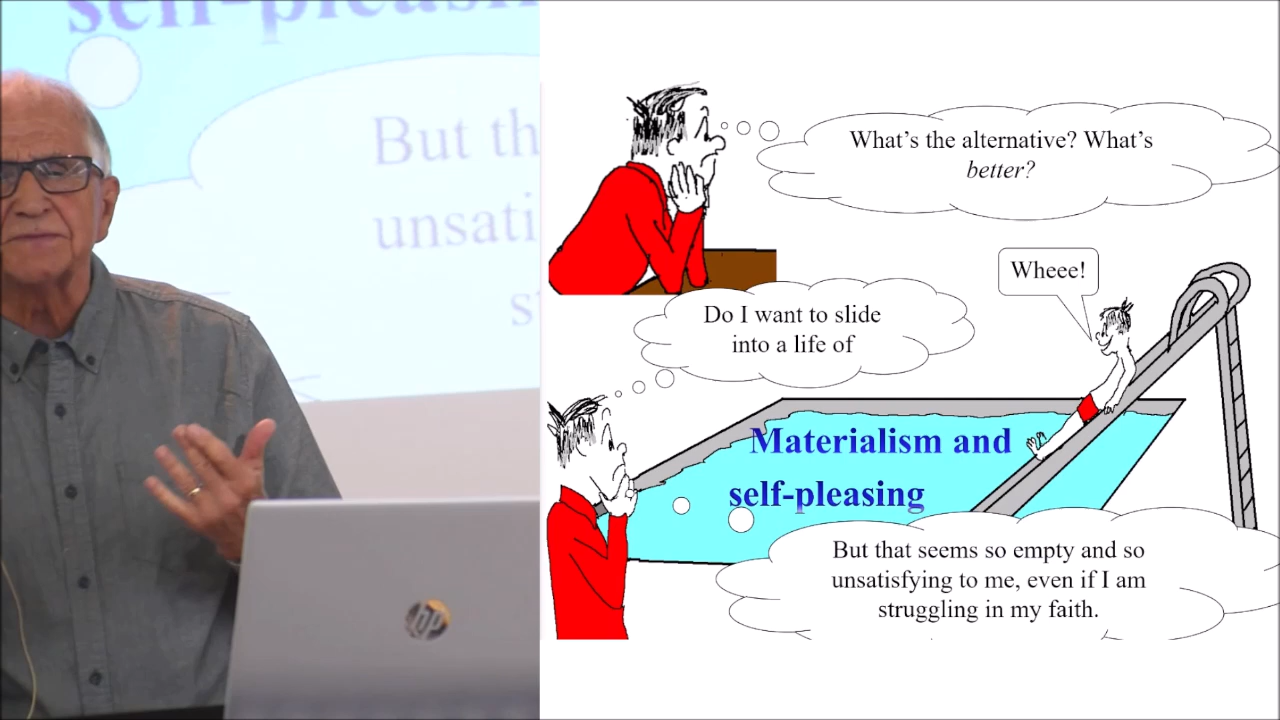 self-pleasi
But th
unsati
hp
What's the alternative? What's
better?
Wheee!
Do I want to slide
into a life of
Materialism and
self-pleasing
But that seems so empty and so
unsatisfying to me, even if I am
struggling in my faith.